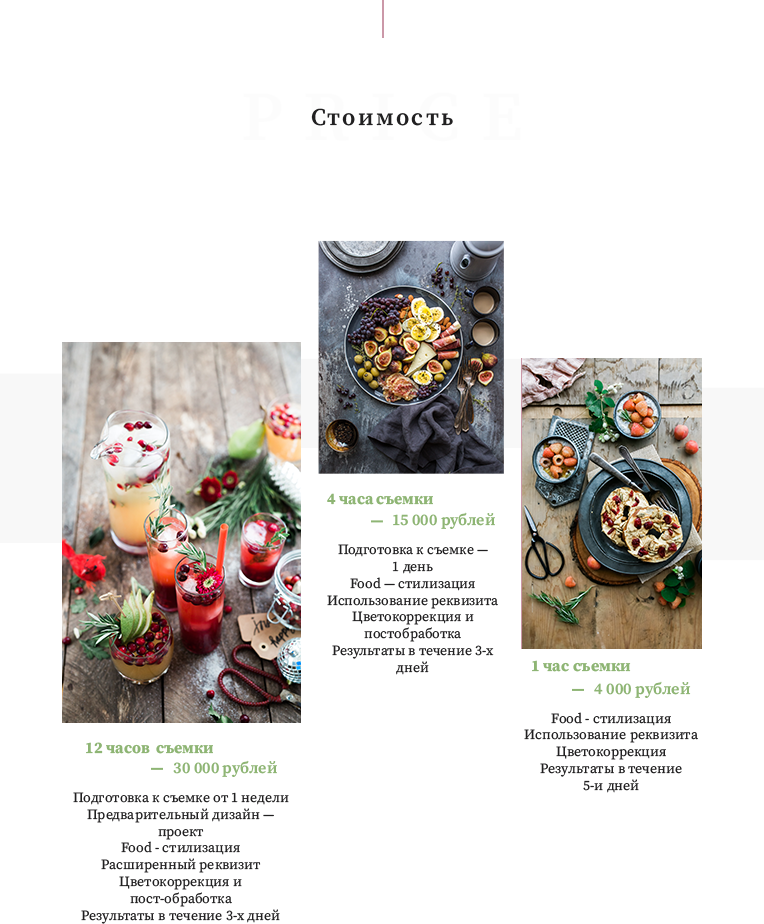 PRICE
Стоимость
12 часов съемки
— 30 000 рублей
Подготовка к съемке от 1 недели
Предварительный дизайн —
проект
Food - стилизация
Расширенный реквизит
Цветокоррекция и
пост-обработка
Результаты в течение 3-х дней
4 часа съемки
— 15 000 рублей
Подготовка к съемке —
1 день
Food — стилизация
Использование реквизита
Цветокоррекция и
постобработка
Результаты в течение 3-х
дней
1 час съемки
— 4 000 рублей
Food - стилизация
Использование реквизита
Цветокоррекция
Результаты в течение
5-и дней